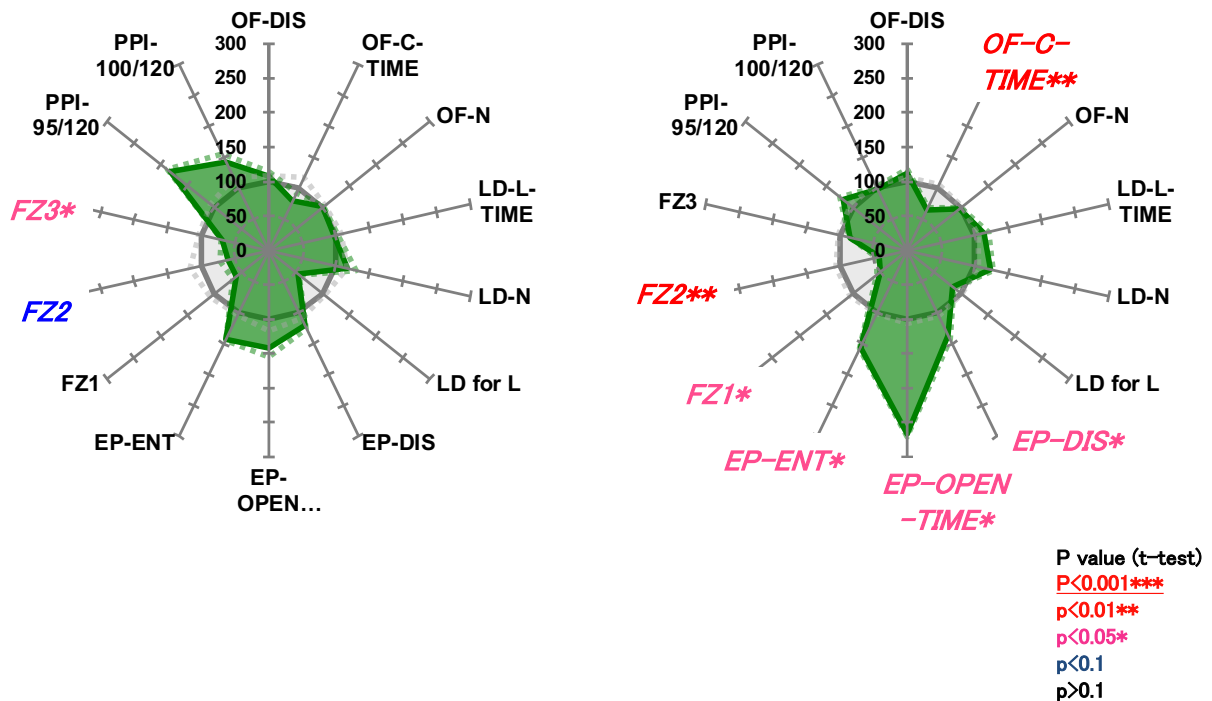 OF-DIS
300
250
200
150
100
50
0
OF-C-
TIME
OF-N
LD-L-
TIME
LD-N
LD for L
EP-DIS
EP-
OPEN…
EP-ENT
FZ1
FZ2
FZ3*
PPI-
95/120
PPI-
100/120
OF-DIS
300
250
200
150
100
50
0
OF-C-
TIME**
OF-N
LD-L-
TIME
LD-N
LD for L
EP-DIS*
EP-OPEN
-TIME*
EP-ENT*
FZ1*
FZ2**
FZ3
PPI-
95/120
PPI-
100/120
P value (t-test)
P<0.001***
p<0.01**
p<0.05*
p<0.1
p>0.1